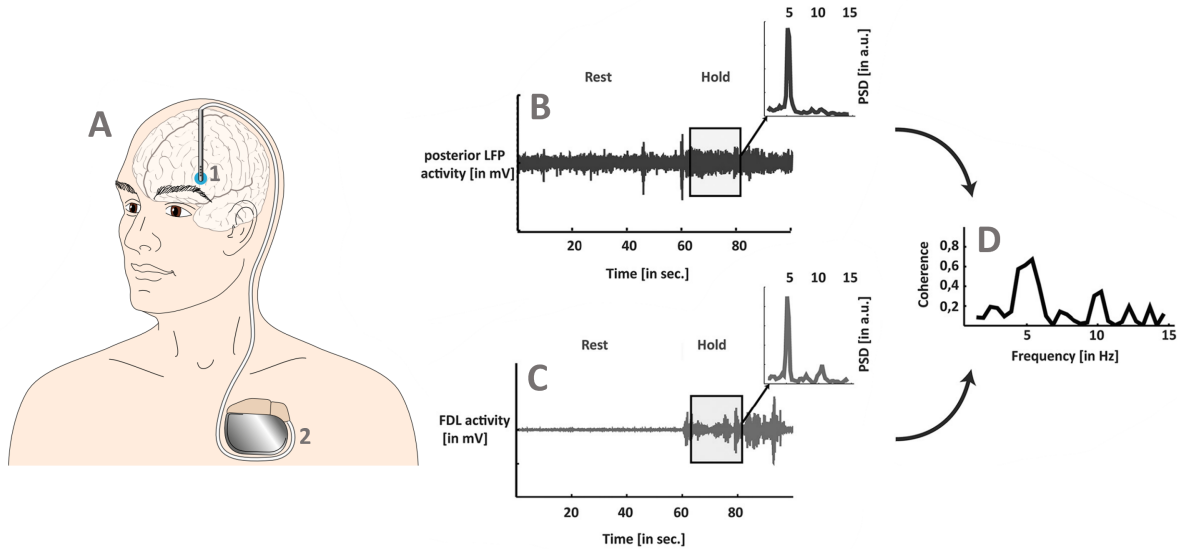 A
1
2
B
Rest
Hold
posterior LFP
activity [in mV]
20 40 60 80
Time [in sec.]
5 10 15
PSD [in a.u.]
C
Rest
Hold
FDL activity
[in mV]
20 40 60 80
Time [in sec.]
5 10 15
PSD [in a.u.]
D
Coherence
0,8
0,6
0,4
0,2
5 10 15
Frequency [in Hz]